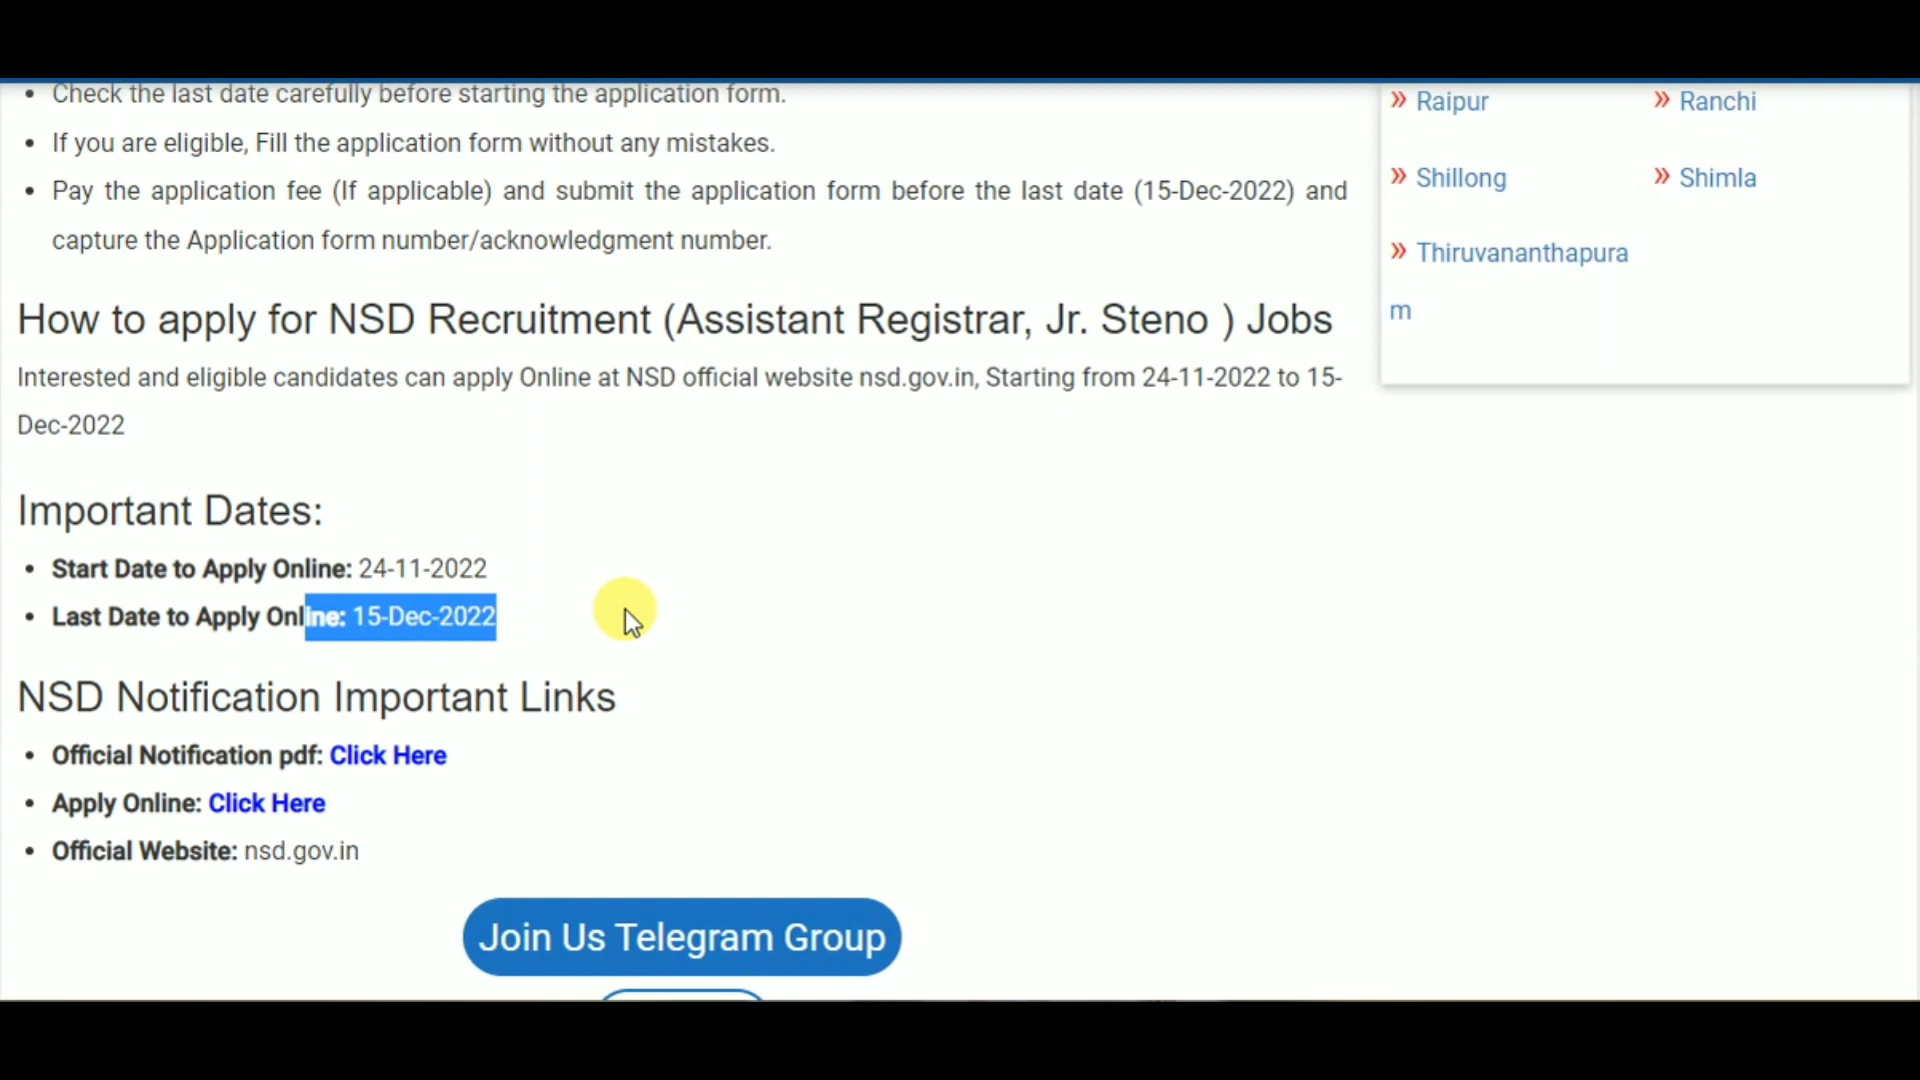 Check the last date carefully before starting the application form.
If you are eligible, Fill the application form without any mistakes.
Pay the application fee (If applicable) and submit the application form before the last date (15-Dec-2022) and
capture the Application form number/acknowledgment number.
How to apply for NSD Recruitment (Assistant Registrar, Jr. Steno ) Jobs
Interested and eligible candidates can apply Online at NSD official website nsd.gov.in, Starting from 24-11-2022 to 15-
Dec-2022
Important Dates:
Start Date to Apply Online: 24-11-2022
Last Date to Apply Online: 15-Dec-2022
NSD Notification Important Links
Official Notification pdf: Click Here
Apply Online: Click Here
Official Website: nsd.gov.in
Join Us Telegram Group
» Raipur » Ranchi
» Shillong » Shimla
» Thiruvananthapura
m